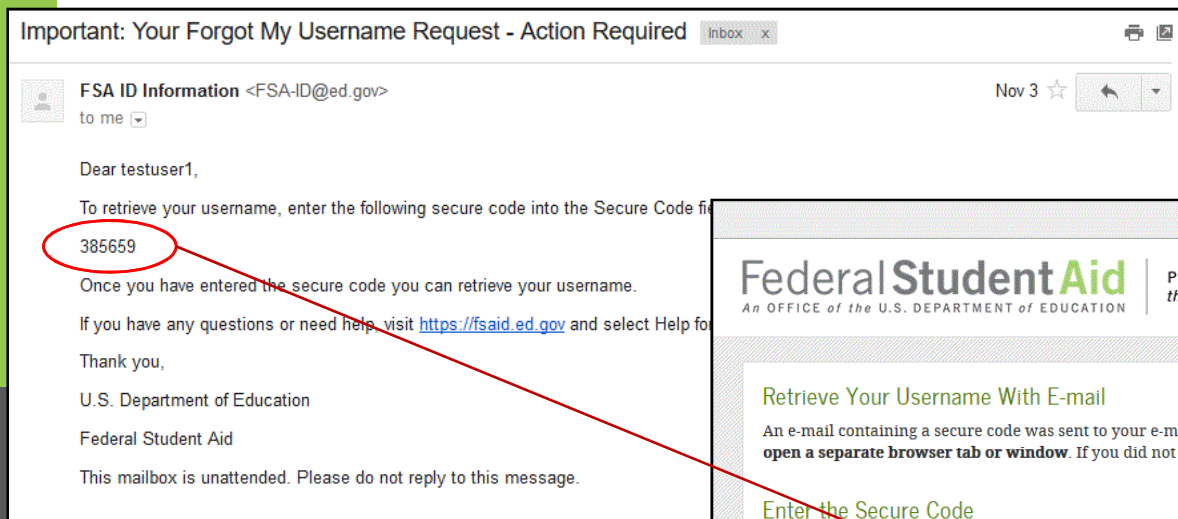 Important: Your Forgot My Username Request - Action Required Inbox x
FSA ID Information <FSA-ID@ed.gov> Nov 3
to me
Dear testuser1,
To retrieve your username, enter the following secure code into the Secure Code
385659
Once you have entered the secure code you can retrieve your username.
If you have any questions or need help, visit https://fsaid.ed.gov and select Help for
Thank you,
U.S. Department of Education
Federal Student Aid
This mailbox is unattended. Please do not reply to this message.
Federal Student Aid
An OFFICE of the U.S. DEPARTMENT of EDUCATION
Retrieve Your Username With E-mail
An e-mail containing a secure code was sent to your
open a separate browser tab or window. If you did not
Enter the Secure Code